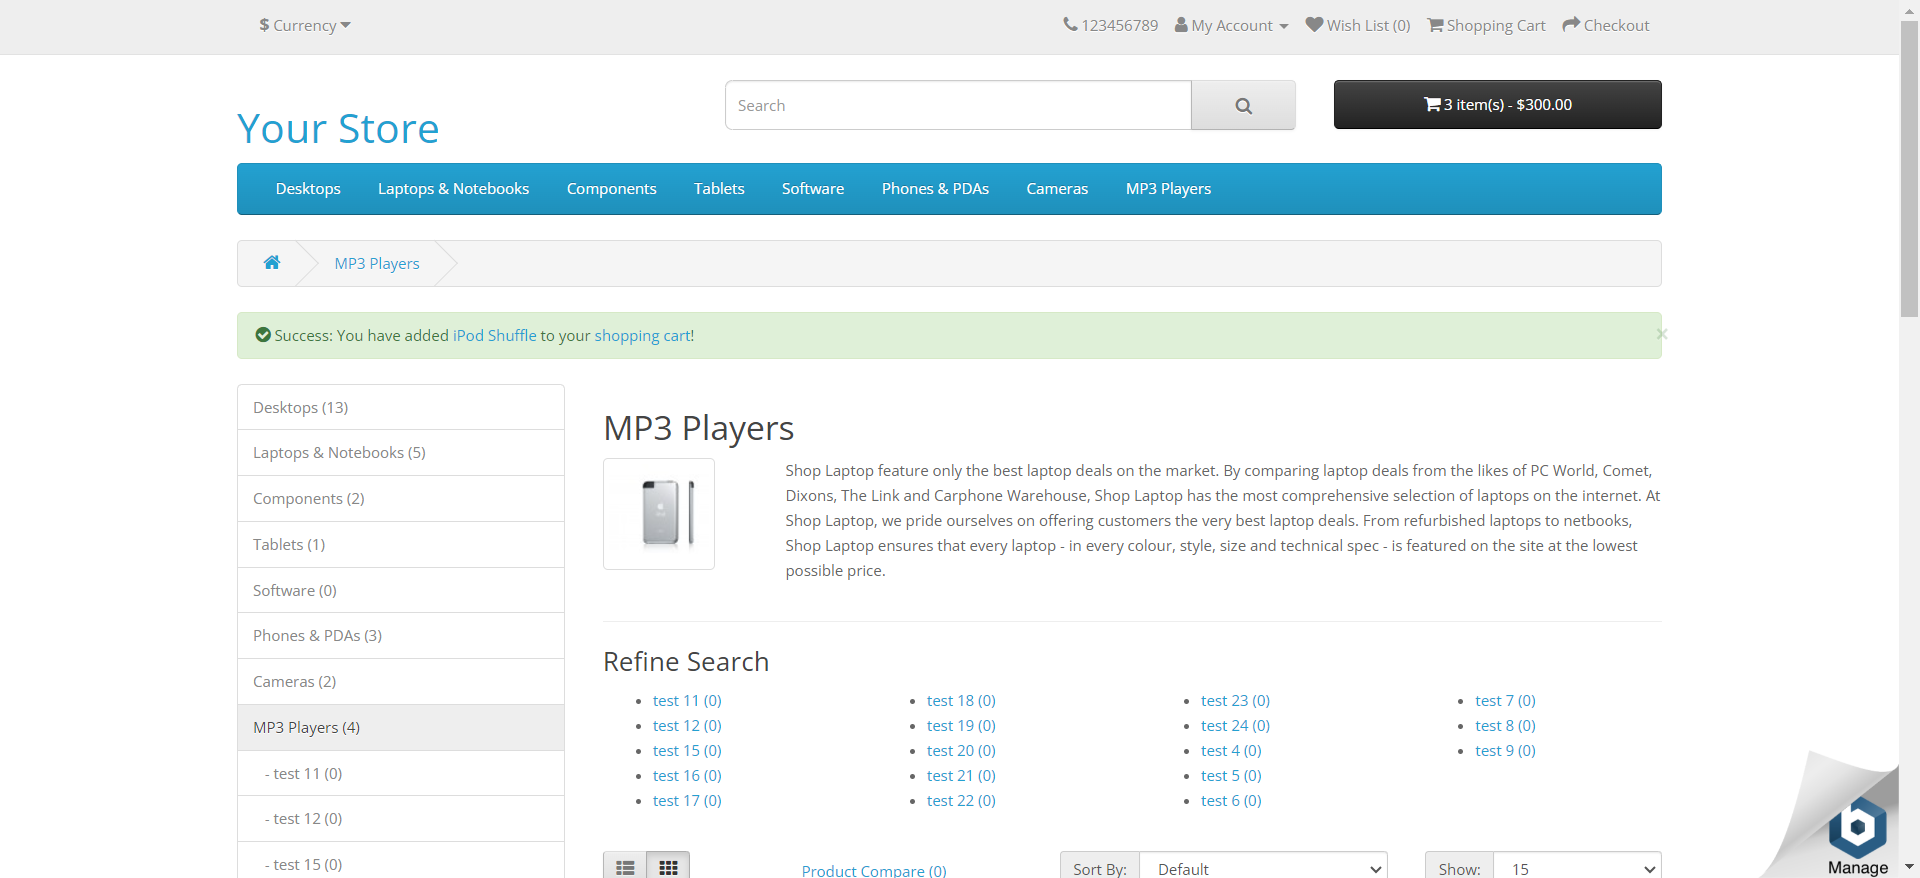 $ Currency
123456789 My Account Wish List (0) Shopping Cart Checkout
Your Store
Search
3 item(s) - $300.00
Desktops Laptops & Notebooks Components Tablets Software Phones & PDAs Cameras MP3 Players
MP3 Players
Success: You have added iPod Shuffle to your shopping cart!
×
Desktops (13)
Laptops & Notebooks (5)
Components (2)
Tablets (1)
Software (0)
Phones & PDAs (3)
Cameras (2)
MP3 Players (4)
- test 11 (0)
- test 12 (0)
- test 15 (0)
MP3 Players
Shop Laptop feature only the best laptop deals on the market. By comparing laptop deals from the likes of PC World, Comet,
Dixons, The Link and Carphone Warehouse, Shop Laptop has the most comprehensive selection of laptops on the internet. At
Shop Laptop, we pride ourselves on offering customers the very best laptop deals. From refurbished laptops to netbooks,
Shop Laptop ensures that every laptop - in every colour, style, size and technical spec - is featured on the site at the lowest
possible price.
Refine Search
test 11 (0)
test 12 (0)
test 15 (0)
test 16 (0)
test 17 (0)
test 18 (0)
test 19 (0)
test 20 (0)
test 21 (0)
test 22 (0)
test 23 (0)
test 24 (0)
test 4 (0)
test 5 (0)
test 6 (0)
test 7 (0)
test 8 (0)
test 9 (0)
Product Compare (0)
Sort By: Default
Show: 15
b
Manage